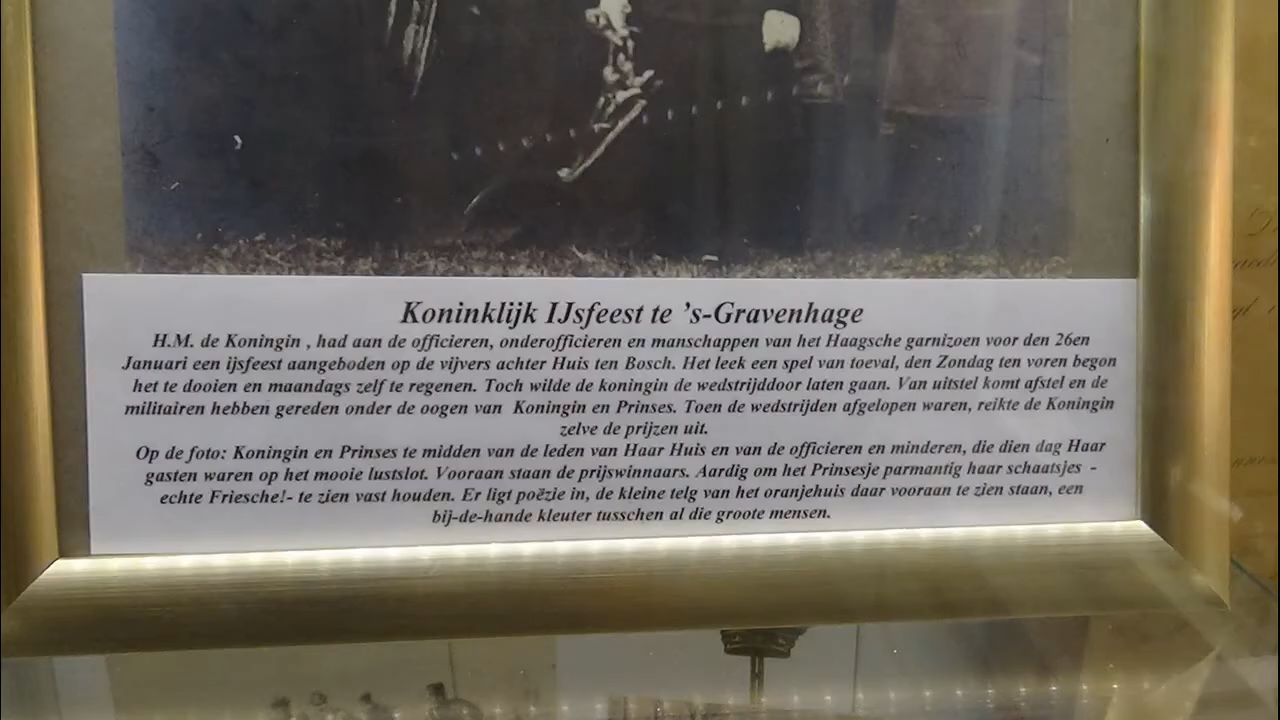 Koninklijk IJsfeest te 's-Gravenhage
H.M. de Koningin , had aan de officieren, onderofficieren en manschappen van het Haagsche garnizoen voor den 26en
Januari een ijsfeest aangeboden op de vijvers achter Huis ten Bosch. Het leek een spel van toeval, den Zondag ten voren begon
het te dooien en maandags zelf te regenen. Toch wilde de koningin de wedstrijddoor laten gaan. Van uitstel komt afstel en de
militairen hebben gereden onder de oogen van Koningin en Prinses. Toen de wedstrijden afgelopen waren, reikte de Koningin
zelve de prijzen uit.
Op de foto: Koningin en Prinses te midden van de leden van Haar Huis en van de officieren en minderen, die dien dag Haar
gasten waren op het mooie lustslot. Vooraan staan de prijswinnaars. Aardig om het Prinsesje parmantig haar schaatsjes -
echte Friesche!- te zien vast houden. Er ligt poëzie in, de kleine telg van het oranjehuis daar vooraan te zien staan, een
bij-de-hande kleuter tusschen al die groote mensen.